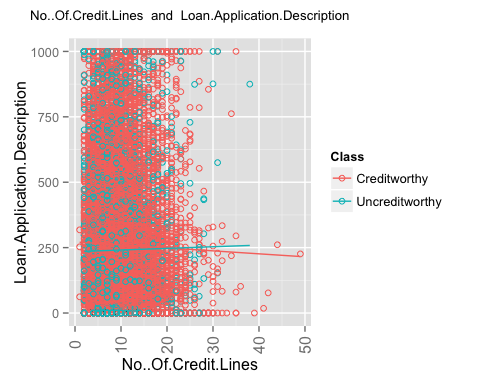 No..Of.Credit.Lines and Loan.Application.Description
Loan.Application.Description
1000
750
500
250
0
0
10
20
30
40
50
No..Of.Credit.Lines
Class
Creditworthy
Uncreditworthy